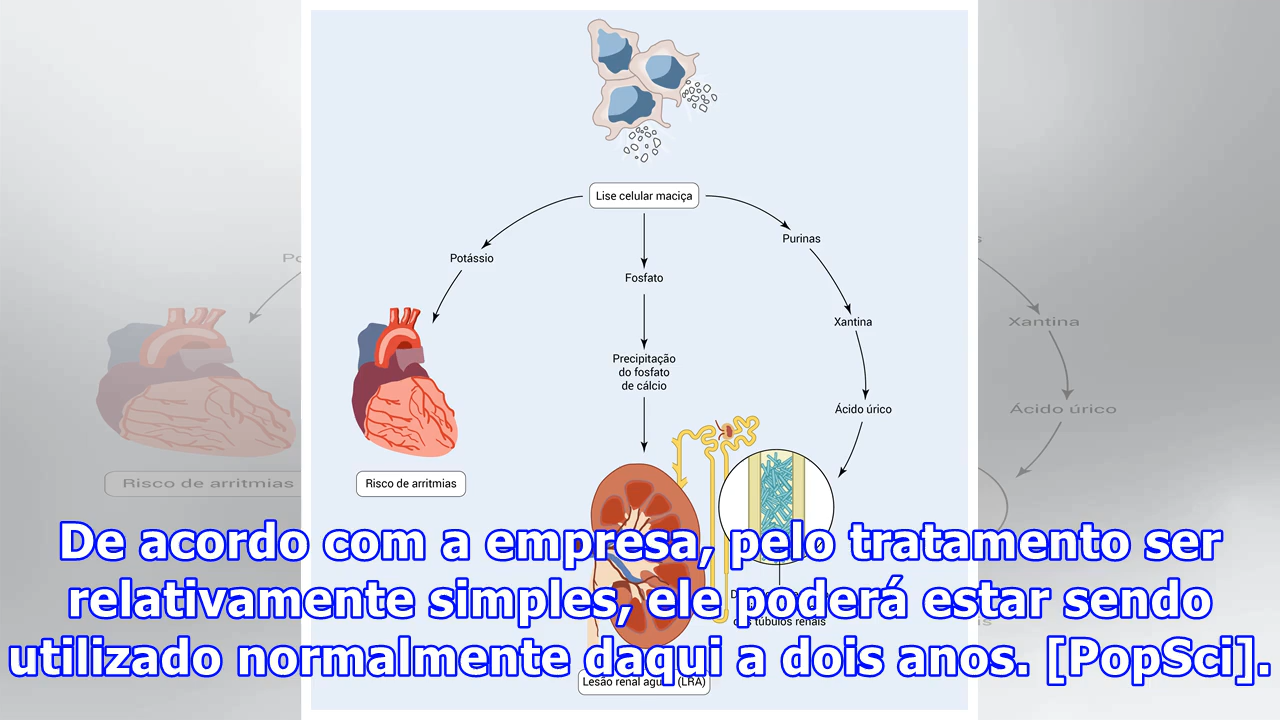 Lise celular maciça
Potássio
Purinas
Fosfato
Xantina
Precipitação
do fosfato
de cálcio
Ácido úrico
Risco de arritmias
Xantina
Ácido úrico
Risco de arritmias
De acordo com a empresa, pelo tratamento ser
relativamente simples, ele poderá estar sendo
utilizado normalmente daqui a dois anos. [PopSci].
túbulos renais
Lesão renal (LRA)